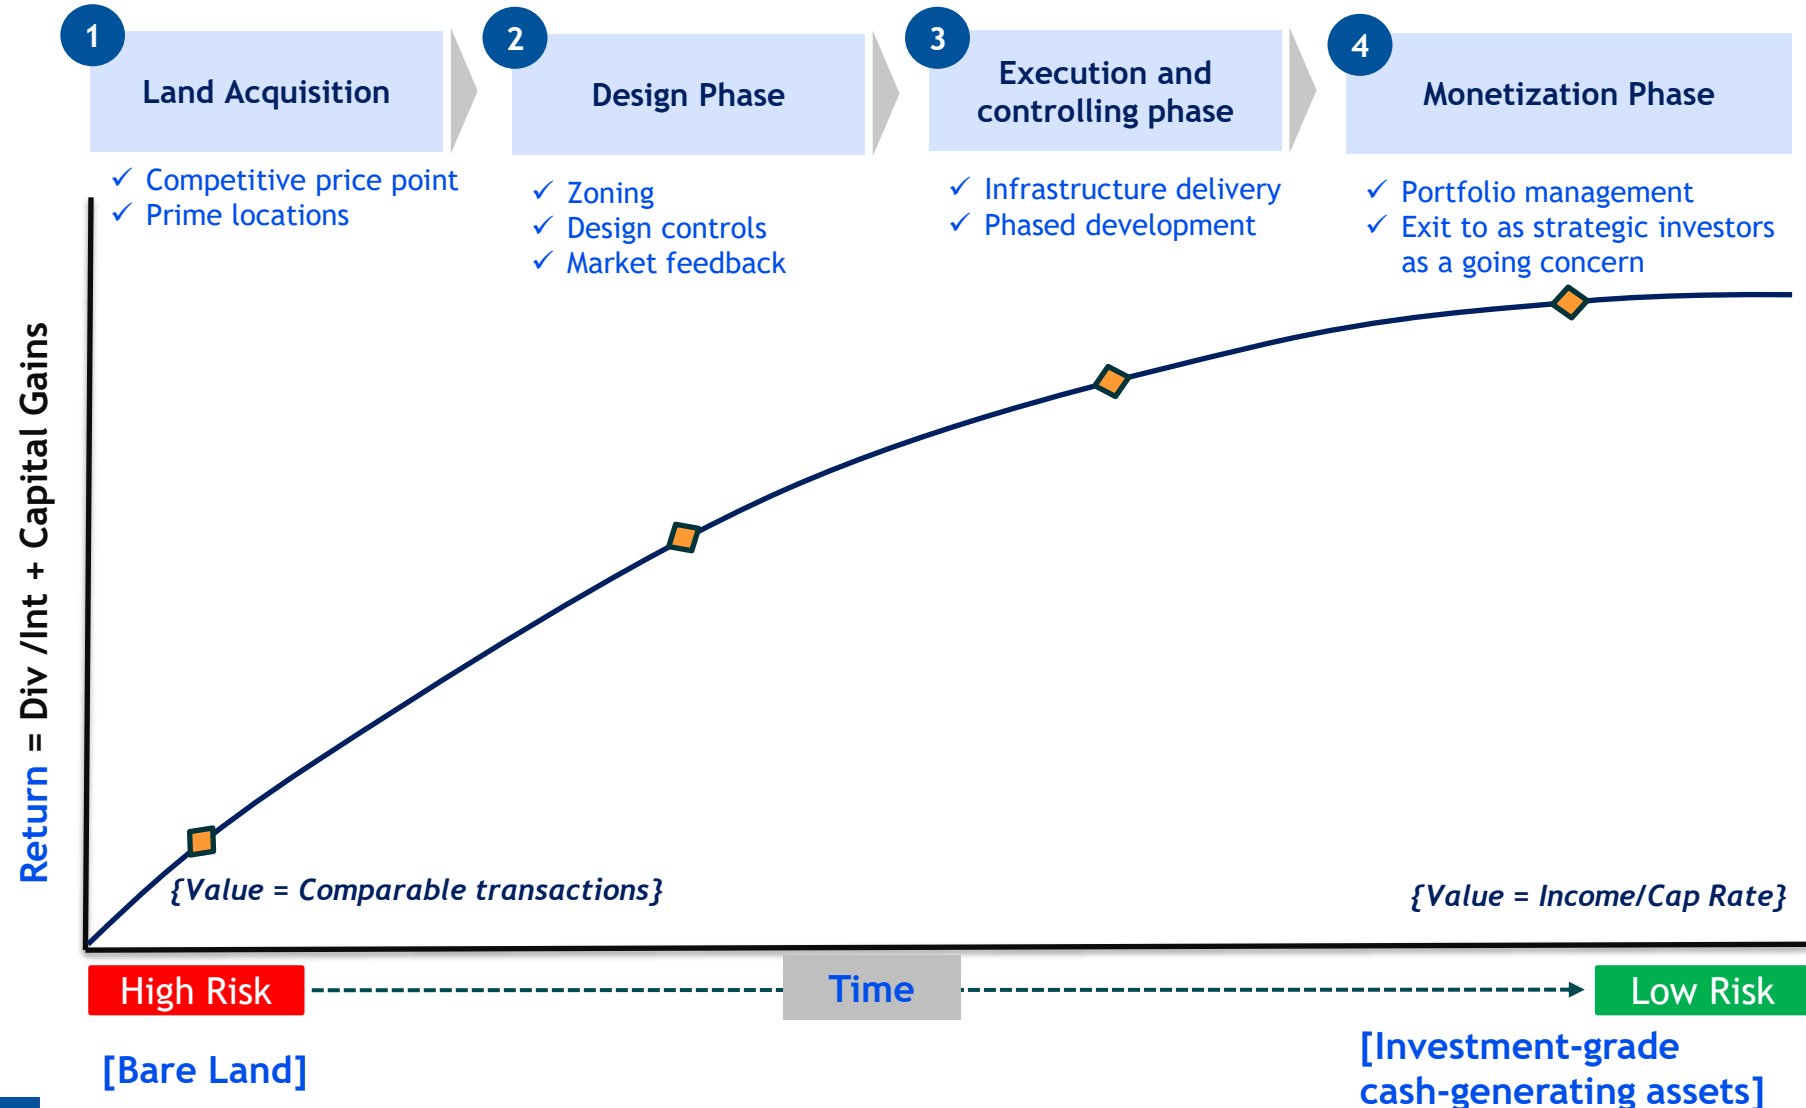 1
Land Acquisition
✓ Competitive price point
✓ Prime locations
2
Design Phase
✓ Zoning
✓ Design controls
✓ Market feedback
3
Execution and
controlling phase
✓ Infrastructure delivery
✓ Phased development
4
Monetization Phase
✓ Portfolio management
✓ Exit to as strategic investors
as a going concern
Return = Div /Int + Capital Gains
{Value = Comparable transactions}
{Value = Income/Cap Rate}
High Risk
Time
Low Risk
[Bare Land]
[Investment-grade
cash-generating assets]